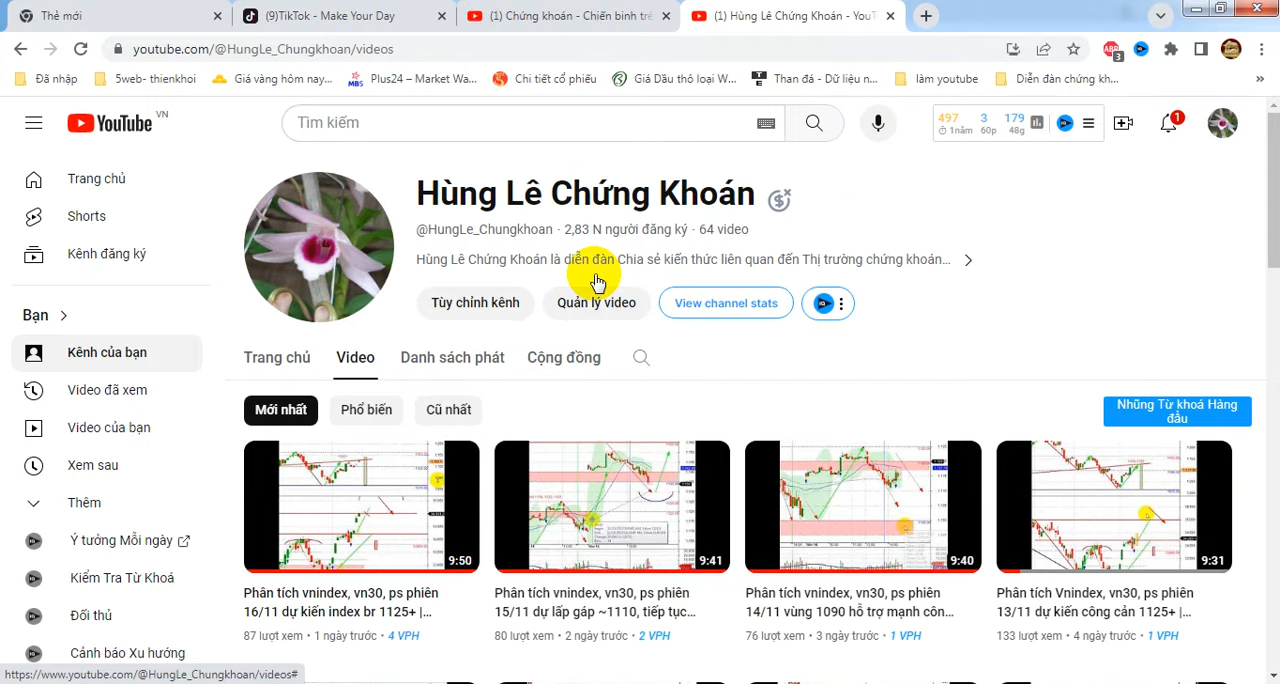 Thẻ mới
(9)TikTok - Make Your Day
(1) Chứng khoán - Chiến binh trẻ
(1) Hùng Lê Chứng Khoán - YouT
youtube.com/@HungLe_Chungkhoan/videos
3
Đã nhập
5web- thienkhoi
Giá vàng hôm nay...
MBS
Plus24 – Market Wa...
Chi tiết cổ phiếu
Giá Dầu thô loại W...
Than đá - Dữ liệu n...
làm youtube
Diễn đàn chứng kh...
»
YouTube VN
Tìm kiếm
497 3 179
1năm 60p 48g
1
Trang chủ
Shorts
Kênh đăng ký
Bạn
Kênh của bạn
Video đã xem
Video của bạn
Xem sau
Thêm
Ý tưởng Mỗi ngày
Kiểm Tra Từ Khoá
Đối thủ
Cảnh báo Xu hướng
Hùng Lê Chứng Khoán
@HungLe_Chungkhoan · 2,83 N người đăng ký · 64 video
Hùng Lê Chứng Khoán là diễn đàn Chia sẻ kiến thức liên quan đến Thị trường chứng khoán...
Tùy chỉnh kênh
Quản lý video
View channel stats
Trang chủ
Video
Danh sách phát
Cộng đồng
Mới nhất
Phổ biến
Cũ nhất
Những Từ khoá Hàng
đầu
9:50
9:41
9:40
9:31
Phân tích vnindex, vn30, ps phiên
16/11 dự kiến index br 1125+ |...
87 lượt xem · 1 ngày trước · 4 VPH
Phân tích vnindex, vn30, ps phiên
15/11 dự lấp gáp ~1110, tiếp tục...
80 lượt xem · 2 ngày trước · 2 VPH
Phân tích vnindex, vn30, ps phiên
14/11 vùng 1090 hỗ trợ mạnh côn...
76 lượt xem · 3 ngày trước · 1 VPH
Phân tích vnindex, vn30, ps phiên
13/11 dự kiến công cản 1125+ |...
133 lượt xem · 4 ngày trước · 1 VPH
https://www.youtube.com/@HungLe_Chungkhoan/videos#